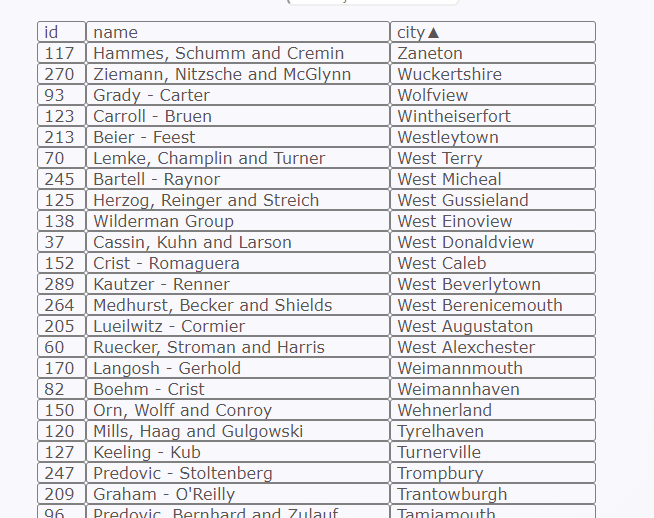 id name city▲
117 Hammes, Schumm and Cremin Zaneton
270 Ziemann, Nitzsche and McGlynn Wuckertshire
93 Grady - Carter Wolfview
123 Carroll - Bruen Wintheiserfort
213 Beier - Feest Westleytown
70 Lemke, Champlin and Turner West Terry
245 Bartell - Raynor West Micheal
125 Herzog, Reinger and Streich West Gussieland
138 Wilderman Group West Einoview
37 Cassin, Kuhn and Larson West Donaldview
152 Crist - Romaguera West Caleb
289 Kautzer - Renner West Beverlytown
264 Medhurst, Becker and Shields West Berenicemouth
205 Lueilwitz - Cormier West Augustaton
60 Ruecker, Stroman and Harris West Alexchester
170 Langosh - Gerhold Weimannmouth
82 Boehm - Crist Weimannhaven
150 Orn, Wolff and Conroy Wehnerland
120 Mills, Haag and Gulgowski Tyrelhaven
127 Keeling - Kub Turnerville
247 Predovic - Stoltenberg Trompbury
209 Graham - O'Reilly Trantowburgh
96 Predovic, Bernhard and Zulauf Tamiamouth